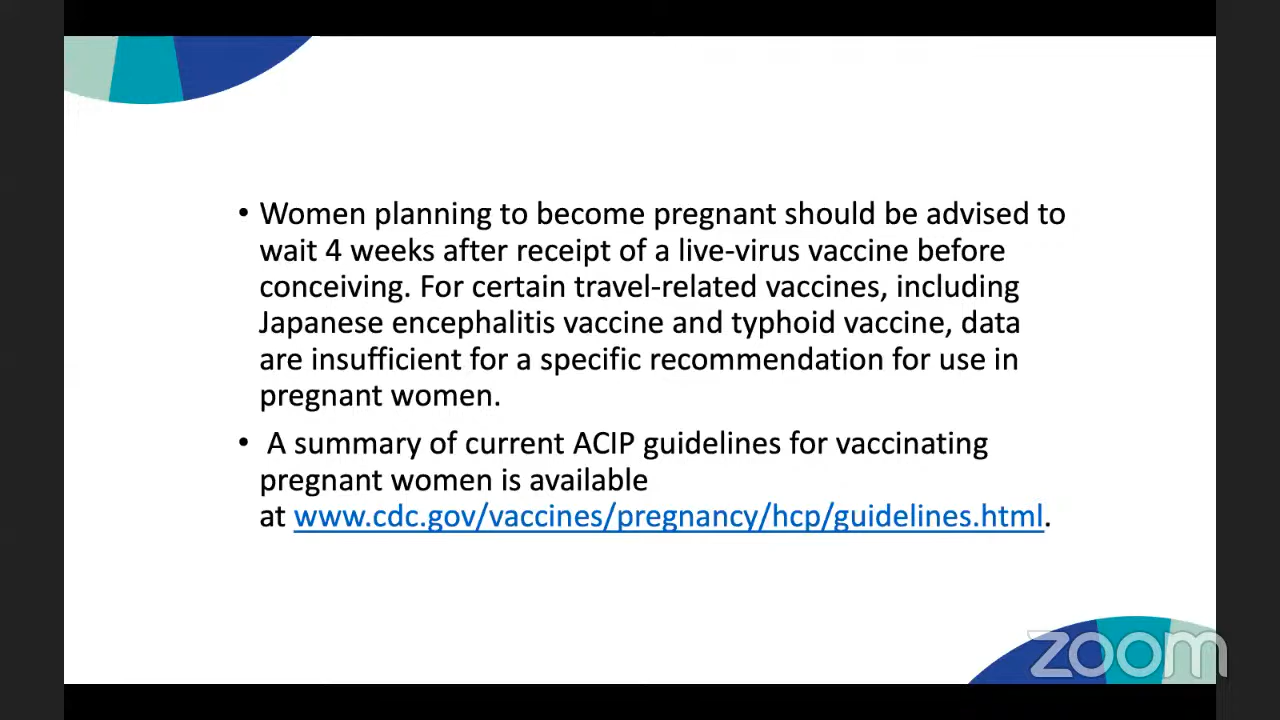 • Women planning to become pregnant should be advised to
wait 4 weeks after receipt of a live-virus vaccine before
conceiving. For certain travel-related vaccines, including
Japanese encephalitis vaccine and typhoid vaccine, data
are insufficient for a specific recommendation for use in
pregnant women.
• A summary of current ACIP guidelines for vaccinating
pregnant women is available
at www.cdc.gov/vaccines/pregnancy/hcp/guidelines.html.
zoom